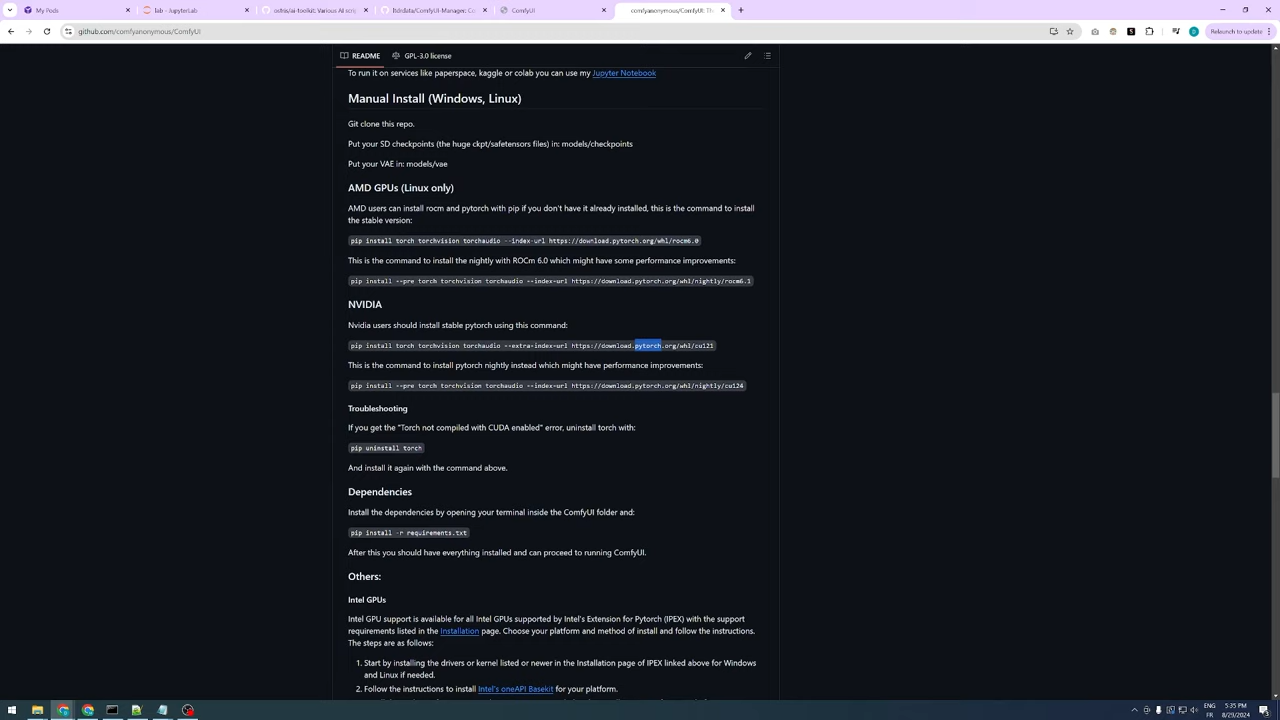 My Pods
lab - JupyterLab
ostris/ai-toolkit: Various AI scrip
ltdrdata/ComfyUI-Manager: Co
ComfyUI
comfyanonymous/ComfyUI: Th
github.com/comfyanonymous/ComfyUI
Relaunch to update
README
GPL-3.0 license
To run it on services like paperspace, kaggle or colab you can use my Jupyter Notebook
Manual Install (Windows, Linux)
Git clone this repo.
Put your SD checkpoints (the huge ckpt/safetensors files) in: models/checkpoints
Put your VAE in: models/vae
AMD GPUs (Linux only)
AMD users can install rocm and pytorch with pip if you don't have it already installed, this is the command to install
the stable version:
pip install torch torchvision torchaudio --index-url https://download.pytorch.org/whl/rocm6.0
This is the command to install the nightly with ROCm 6.0 which might have some performance improvements:
pip install --pre torch torchvision torchaudio --index-url https://download.pytorch.org/whl/nightly/rocm6.1
NVIDIA
Nvidia users should install stable pytorch using this command:
pip install torch torchvision torchaudio --extra-index-url https://download.pytorch.org/whl/cu121
This is the command to install pytorch nightly instead which might have performance improvements:
pip install --pre torch torchvision torchaudio --index-url https://download.pytorch.org/whl/nightly/cu124
Troubleshooting
If you get the "Torch not compiled with CUDA enabled" error, uninstall torch with:
pip uninstall torch
And install it again with the command above.
Dependencies
Install the dependencies by opening your terminal inside the ComfyUI folder and:
pip install -r requirements.txt
After this you should have everything installed and can proceed to running ComfyUI.
Others:
Intel GPUs
Intel GPU support is available for all Intel GPUs supported by Intel's Extension for Pytorch (IPEX) with the support
requirements listed in the Installation page. Choose your platform and method of install and follow the instructions.
The steps are as follows:
1. Start by installing the drivers or kernel listed or newer in the Installation page of IPEX linked above for Windows
and Linux if needed.
2. Follow the instructions to install Intel's oneAPI Basekit for your platform.
ENG
FR
5:35 PM
8/29/2024